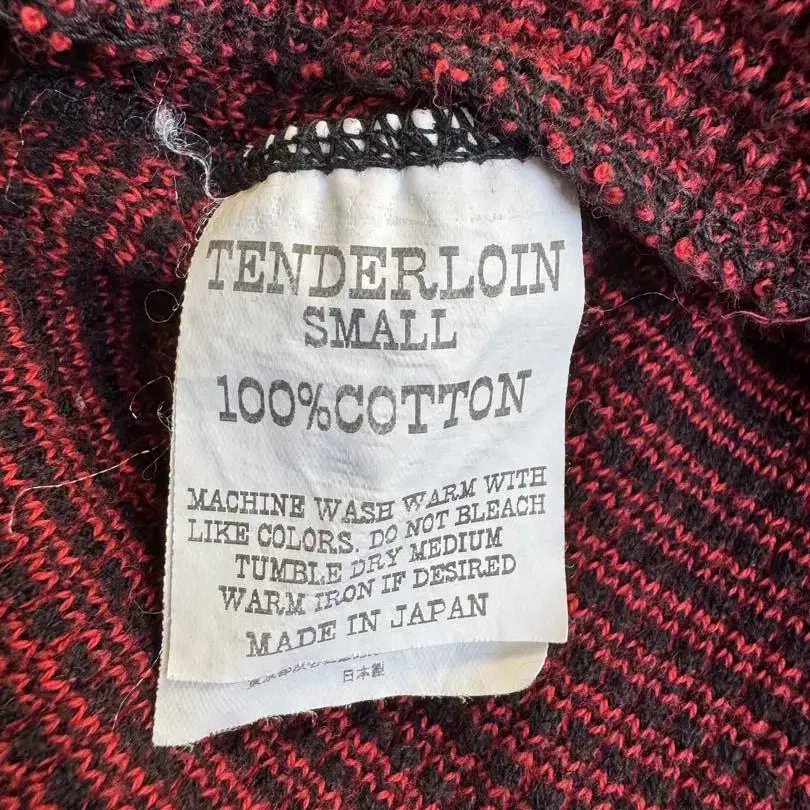 TENDERLOIN
SMALL
100%COTTON
MACHINE WASH WARM WITH
LIKE COLORS. DO NOT BLEACH
TUMBLE DRY MEDIUM
WARM IRON IF DESIRED
MADE IN JAPAN
日本製